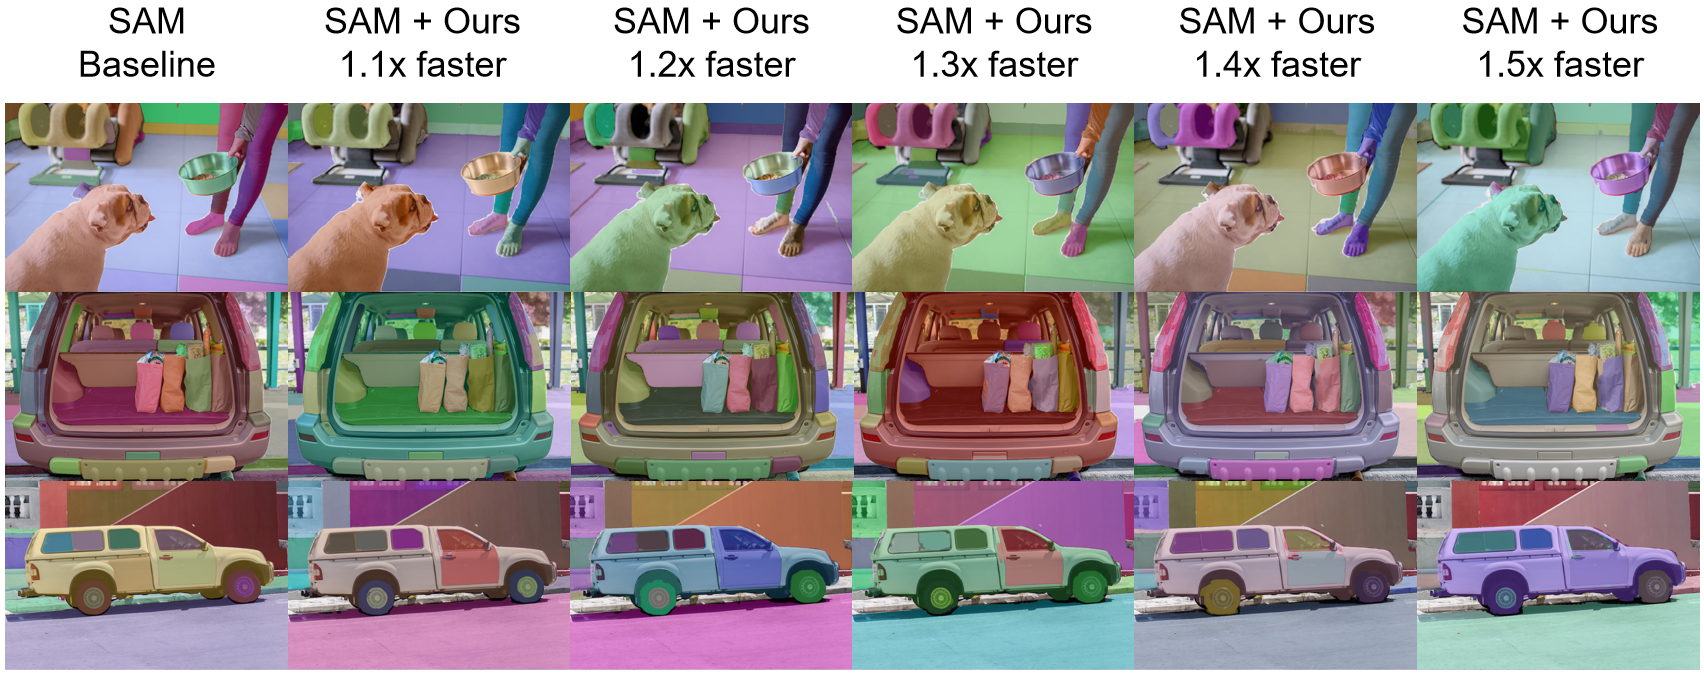 SAM
Baseline
SAM + Ours
1.1x faster
SAM + Ours
1.2x faster
SAM + Ours
1.3x faster
SAM + Ours
1.4x faster
SAM + Ours
1.5x faster